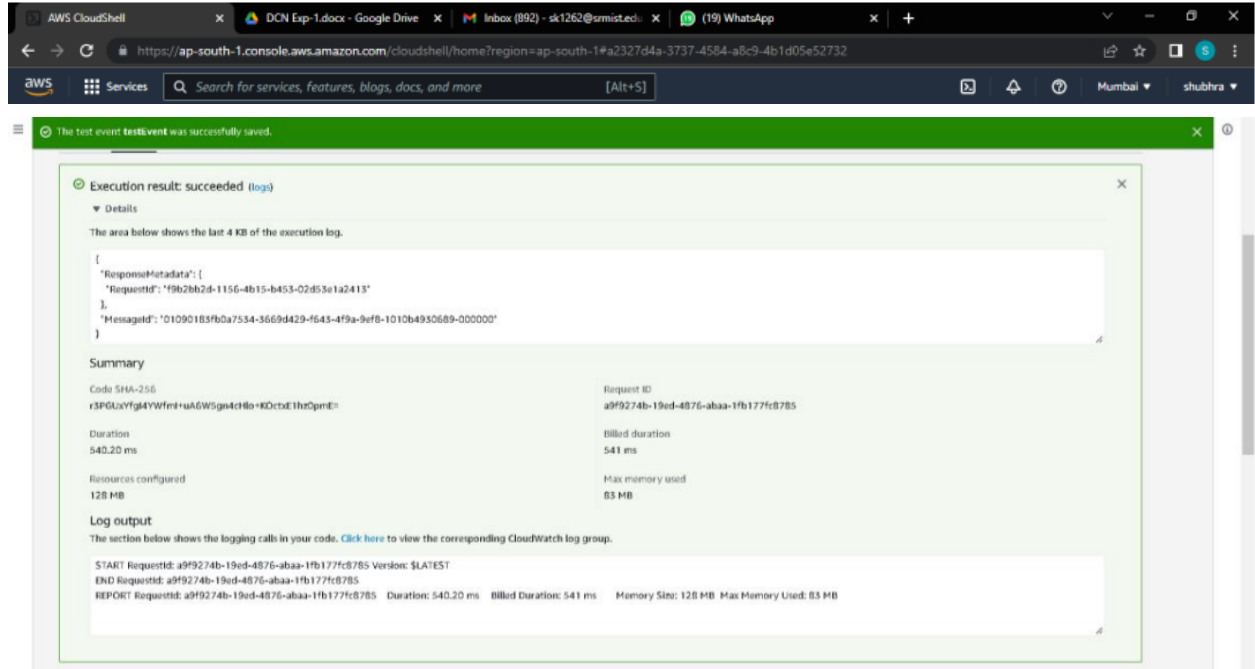 AWS CloudShell
DCN Exp-1.docx - Google Drive
Inbox (892) - sk1262@srmist.edu
(19) WhatsApp
https://ap-south-1.console.aws.amazon.com/cloudshell/home?region=ap-south-1#a2327d4a-3737-4584-a8c9-4b1d05e52732
S
aws
Services
Search for services, features, blogs, docs, and more
[Alt+S]
Mumbai
shubhra
The test event testEvent was successfully saved.
Execution result: succeeded (logs)
Details
The area below shows the last 4 KB of the execution log.
{
"ResponseMetadata": {
"RequestId": "f9b2bb2d-1156-4b15-b453-02d53e1a2413"
},
"MessageId": "01090183fb0a7534-3669d429-f643-4f9a-9ef8-1010b4930689-000000"
}
Summary
Code SHA-256
Request ID
a9f9274b-19ed-4876-abaa-1fb177fc8785
Duration
Billed duration
540.20 ms
541 ms
Resources configured
Max memory used
128 MB
83 MB
Log output
The section below shows the logging calls in your code. Click here to view the corresponding CloudWatch log group.
START RequestId: a9f9274b-19ed-4876-abaa-1fb177fc8785 Version: $LATEST
END RequestId: a9f9274b-19ed-4876-abaa-1fb177fc8785
REPORT RequestId: a9f9274b-19ed-4876-abaa-1fb177fc8785 Duration: 540.20 ms Billed Duration: 541 ms Memory Size: 128 MB Max Memory Used: 83 MB